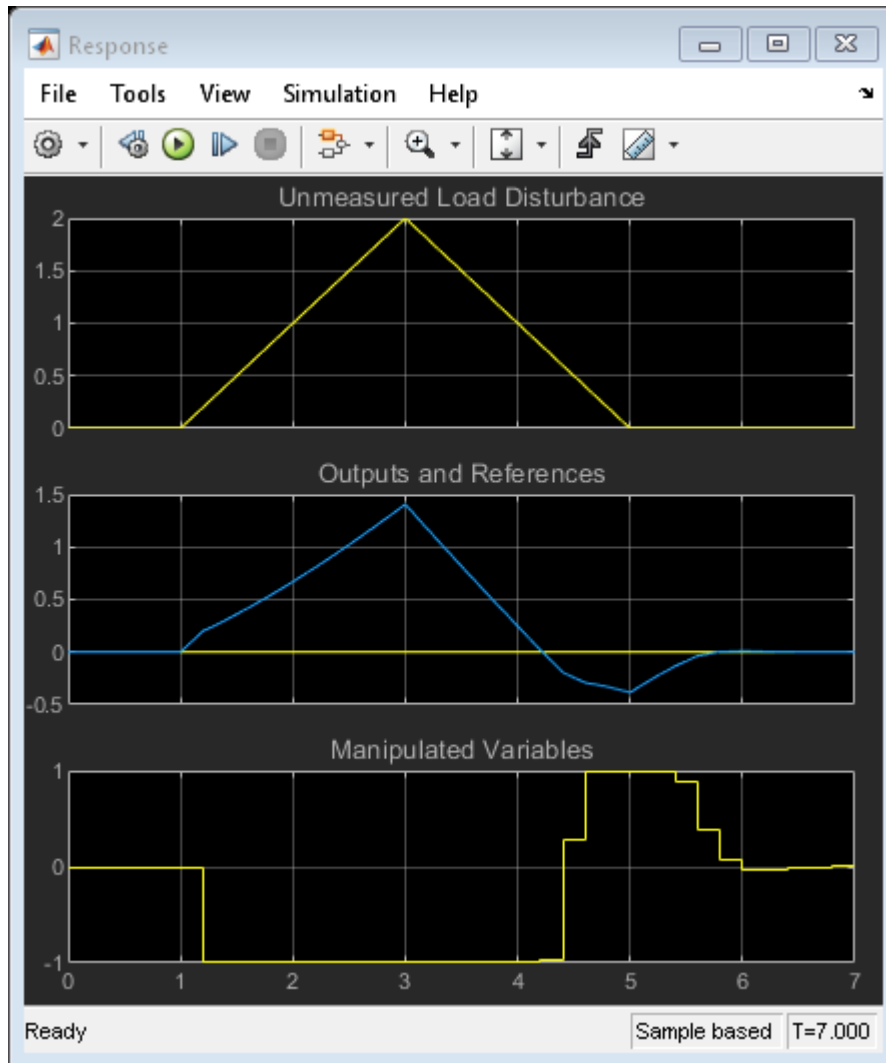 Response
File Tools View Simulation Help
Unmeasured Load Disturbance
2
1.5
1
0.5
0
Outputs and References
1.5
1
0.5
0
-0.5
Manipulated Variables
1
0
-1
0 1 2 3 4 5 6 7
Ready Sample based T=7.000